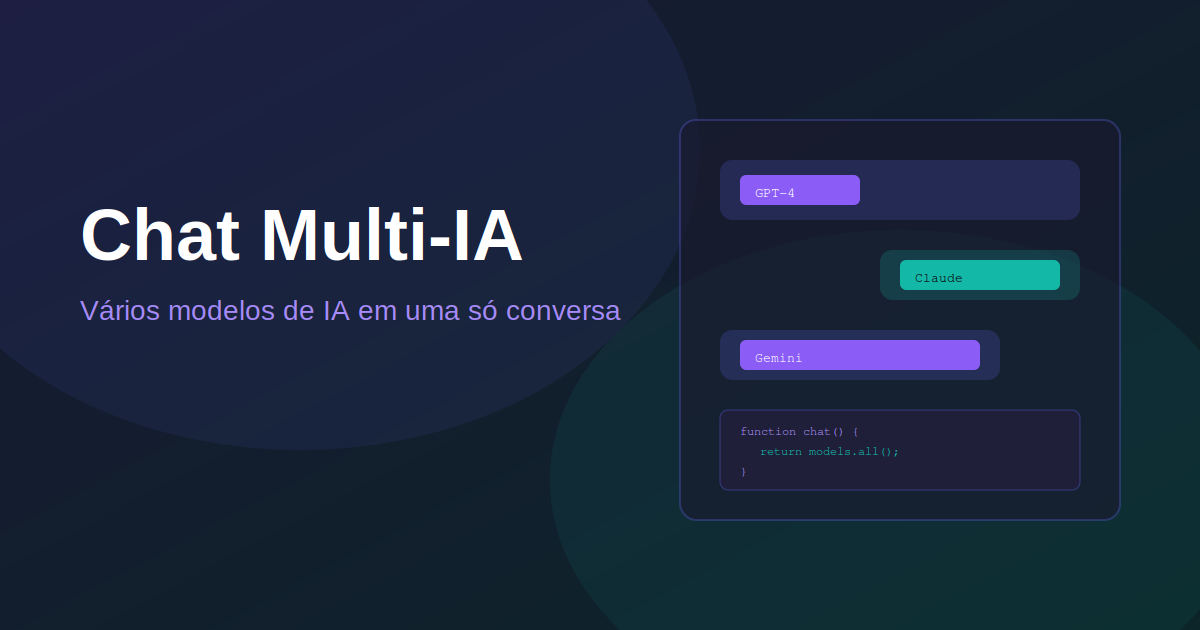 Chat Multi-IA
Vários modelos de IA em uma só conversa
GPT-4
Claude
Gemini
function chat() {
return models.all();
}